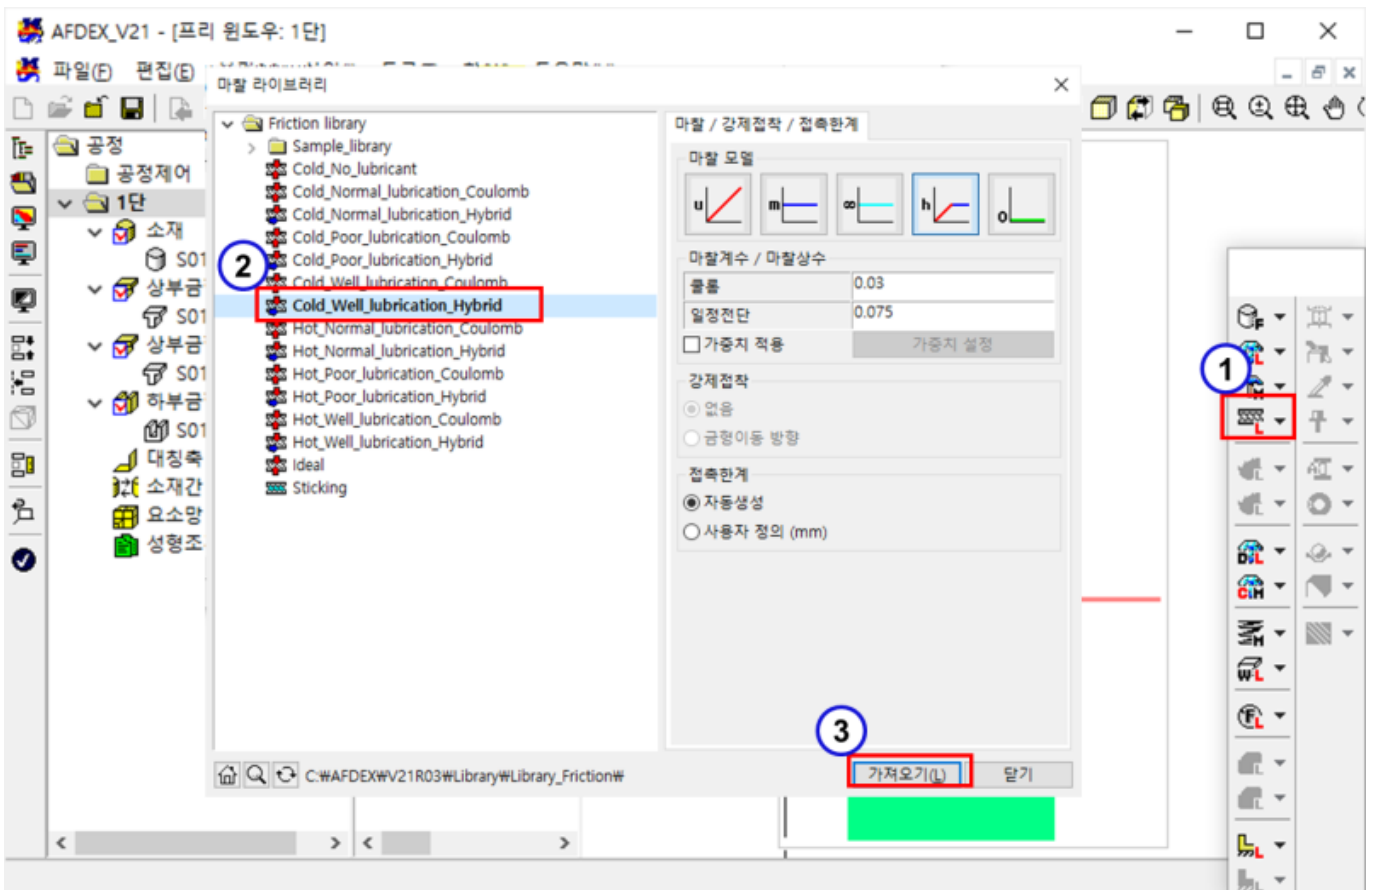 AFDEX_V21 - [프리 윈도우: 1단]
파일(F) 편집(E)
마찰 라이브러리
공정
공정제어
1단
소재
S01
상부금
S01
상부금
S01
하부금
S01
대칭축
소재간
요소망
성형조
Friction library
Sample_library
Cold_No_lubricant
Cold_Normal_lubrication_Coulomb
Cold_Normal_lubrication_Hybrid
Cold_Poor_lubrication_Coulomb
Cold_Poor_lubrication_Hybrid
Cold_Well_lubrication_Coulomb
Cold_Well_lubrication_Hybrid
Hot_Normal_lubrication_Coulomb
Hot_Normal_lubrication_Hybrid
Hot_Poor_lubrication_Coulomb
Hot_Poor_lubrication_Hybrid
Hot_Well_lubrication_Coulomb
Hot_Well_lubrication_Hybrid
Ideal
Sticking
2
마찰 / 강제접착 / 접촉한계
마찰 모델
u m ∞ h 0
마찰계수 / 마찰상수
쿨롱 0.03
일정전단 0.075
가중치 적용 가중치 설정
강제접착
없음
금형이동 방향
접촉한계
자동생성
사용자 정의 (mm)
3
C:₩AFDEX₩V21R03₩Library₩Library_Friction₩
가져오기(L) 닫기
1